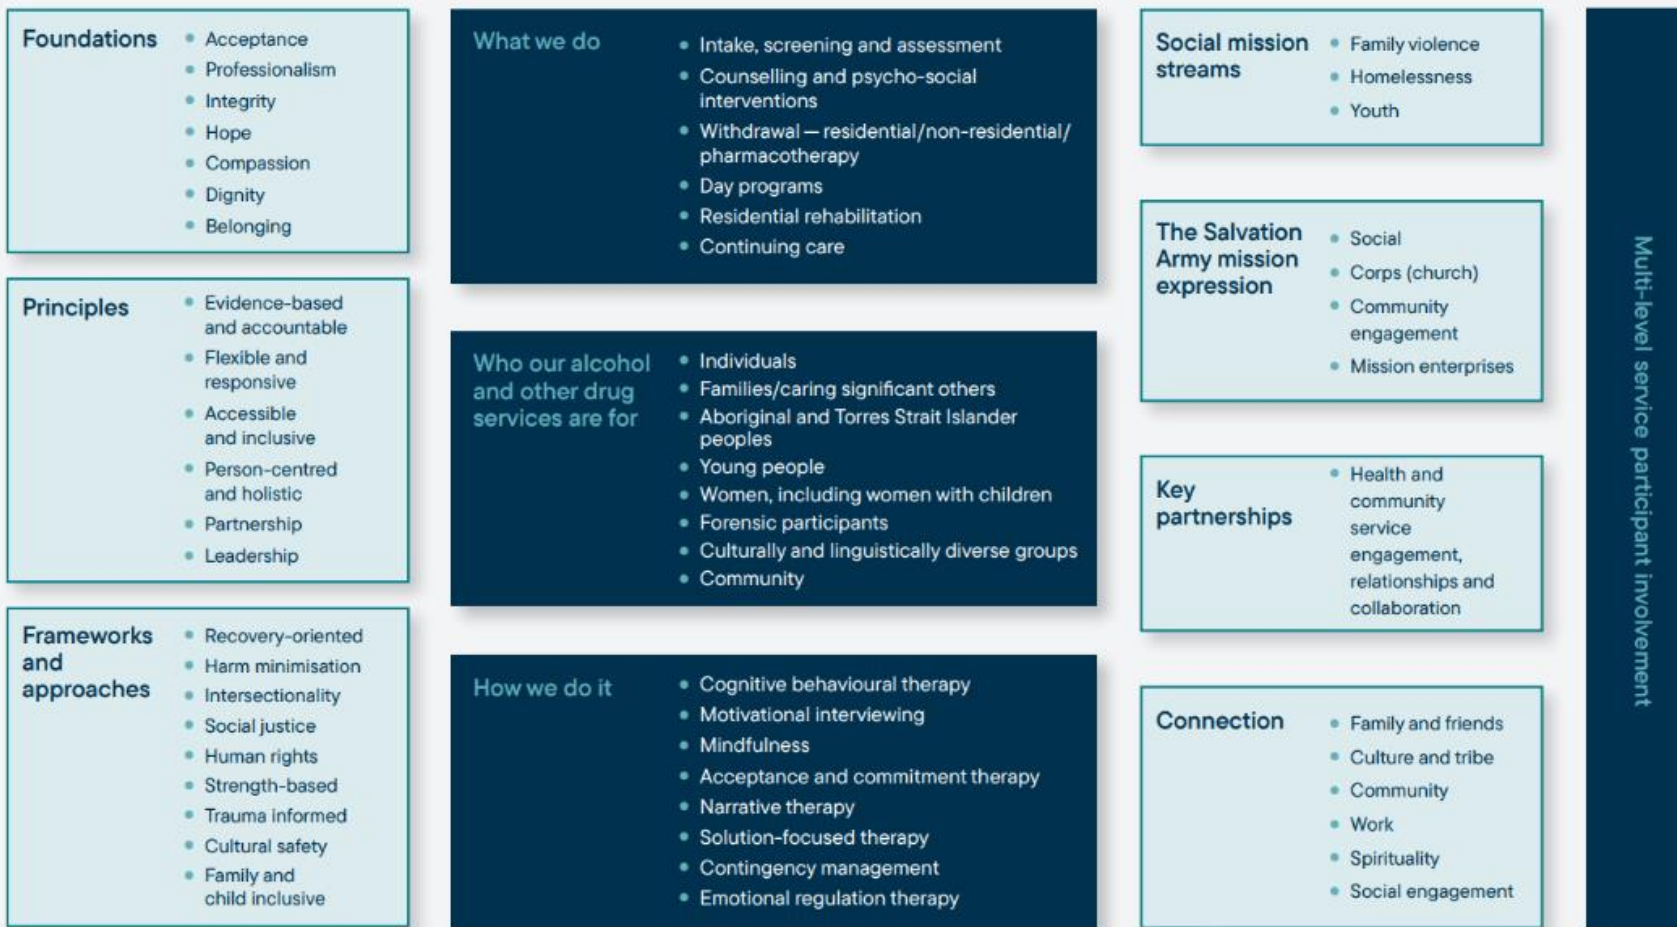 Foundations
Acceptance
Professionalism
Integrity
Hope
Compassion
Dignity
Belonging
Principles
Evidence-based
and accountable
Flexible and
responsive
Accessible
and inclusive
Person-centred
and holistic
Partnership
Leadership
Frameworks
and
approaches
Recovery-oriented
Harm minimisation
Intersectionality
Social justice
Human rights
Strength-based
Trauma informed
Cultural safety
Family and
child inclusive
What we do
Intake, screening and assessment
Counselling and psycho-social
interventions
Withdrawal — residential/non-residential/
pharmacotherapy
Day programs
Residential rehabilitation
Continuing care
Who our alcohol
and other drug
services are for
Individuals
Families/caring significant others
Aboriginal and Torres Strait Islander
peoples
Young people
Women, including women with children
Forensic participants
Culturally and linguistically diverse groups
Community
How we do it
Cognitive behavioural therapy
Motivational interviewing
Mindfulness
Acceptance and commitment therapy
Narrative therapy
Solution-focused therapy
Contingency management
Emotional regulation therapy
Social mission
streams
Family violence
Homelessness
Youth
The Salvation
Army mission
expression
Social
Corps (church)
Community
engagement
Mission enterprises
Key
partnerships
Health and
community
service
engagement,
relationships and
collaboration
Connection
Family and friends
Culture and tribe
Community
Work
Spirituality
Social engagement
Multi-level service participant involvement